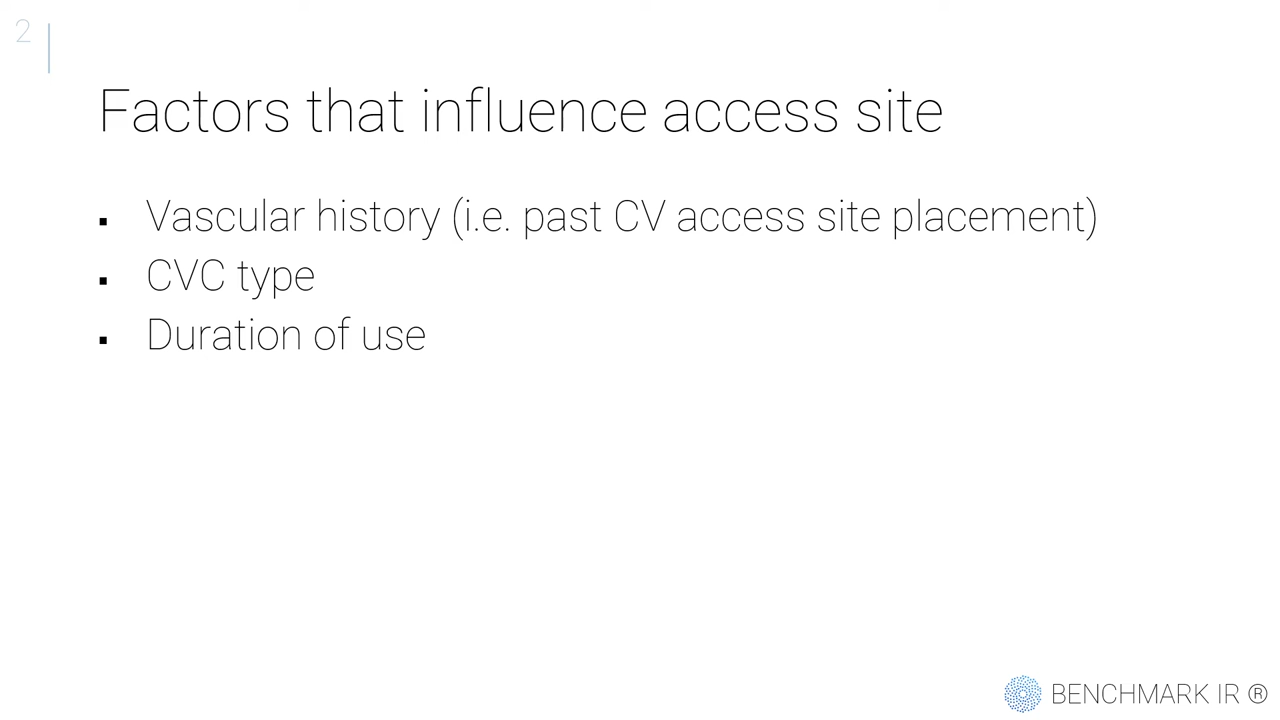 2
Factors that influence access site
▪ Vascular history (i.e. past CV access site placement)
▪ CVC type
▪ Duration of use
BENCHMARK IR ®